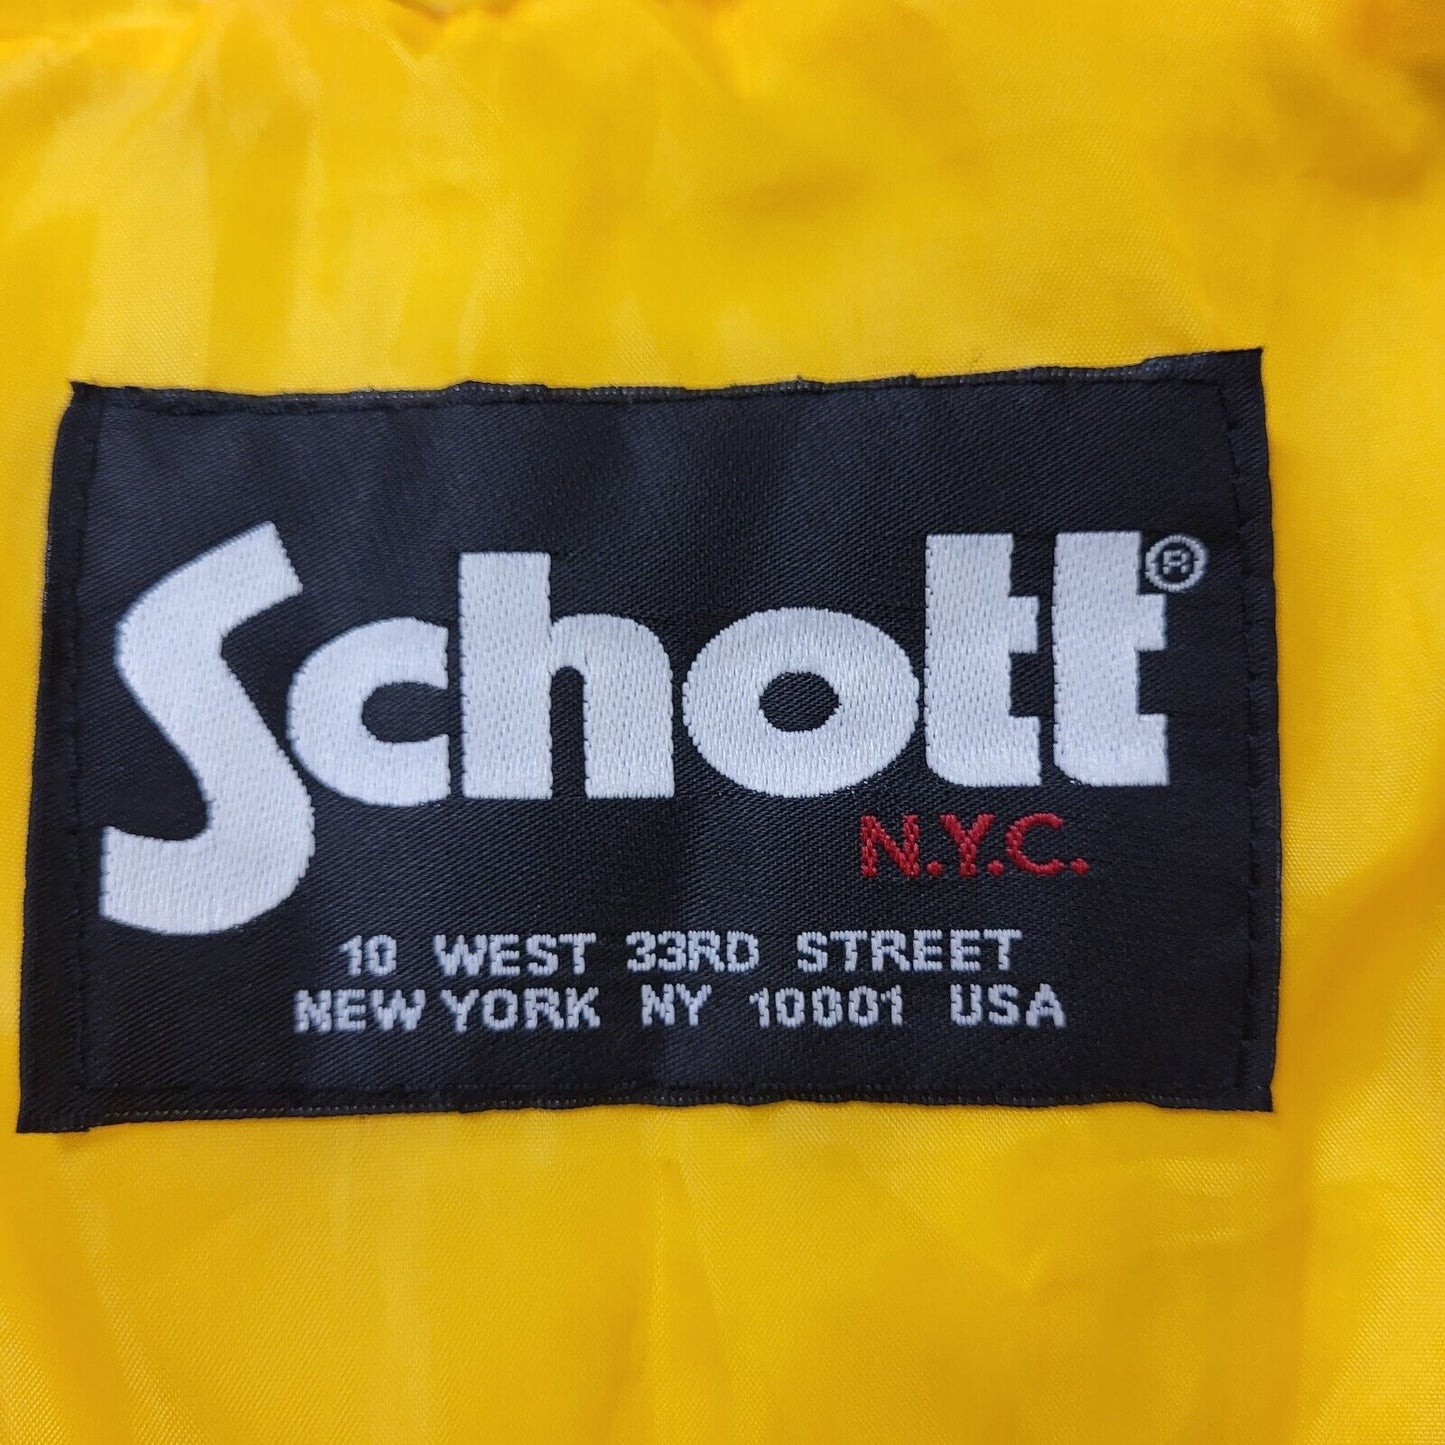 Schott®
N.Y.C.
10 WEST 33RD STREET
NEW YORK NY 10001 USA